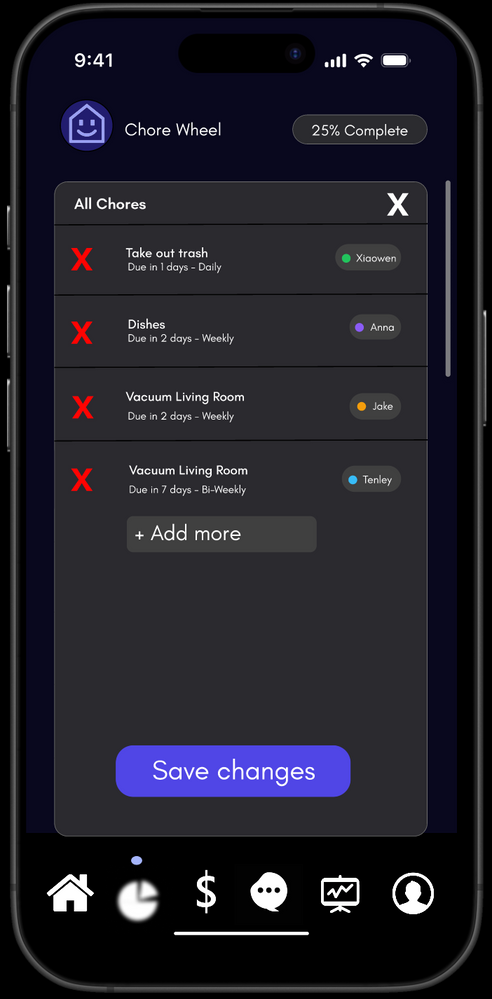 9:41
Chore Wheel
25% Complete
All Chores
X
X
Take out trash
Due in 1 days - Daily
Xiaowen
X
Dishes
Due in 2 days - Weekly
Anna
X
Vacuum Living Room
Due in 2 days - Weekly
Jake
X
Vacuum Living Room
Due in 7 days - Bi-Weekly
Tenley
+ Add more
Save changes
$